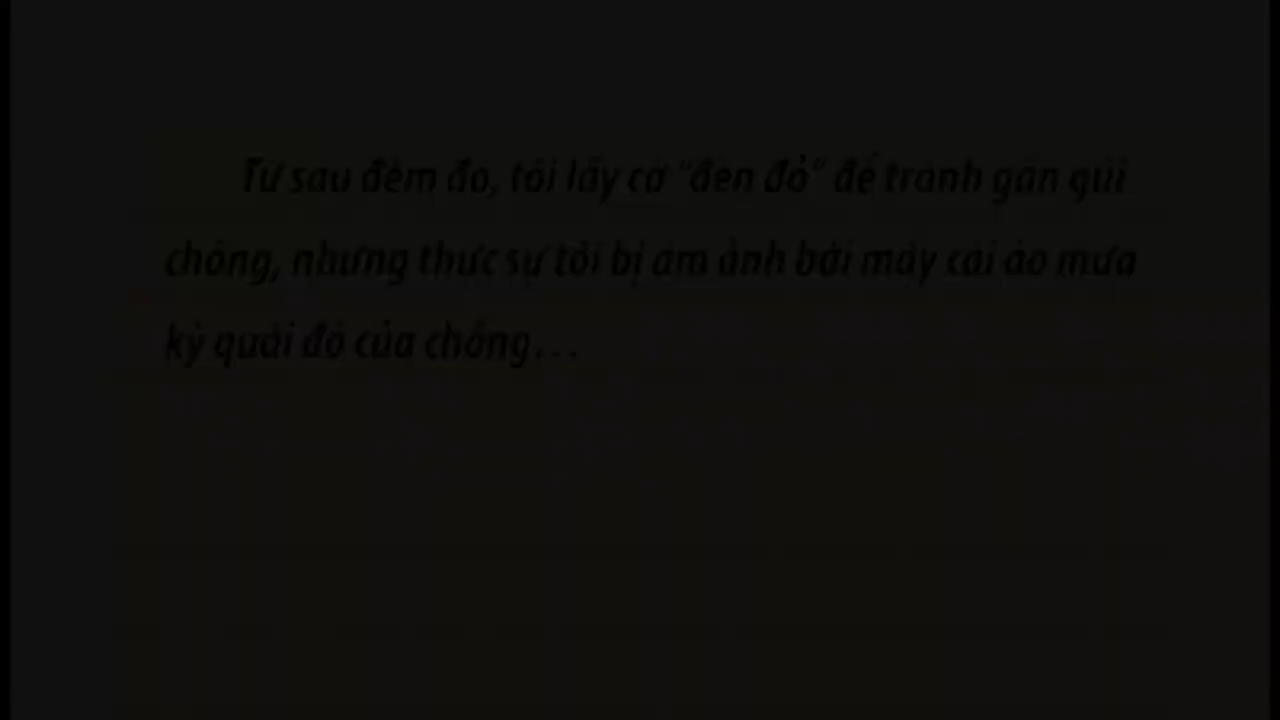 Từ sau đêm đó, tôi lấy cớ "đèn đỏ" để tránh gần gũi
chồng, nhưng thực sự tôi bị ám ảnh bởi mấy cái áo mưa
kỳ quái đó của chồng...